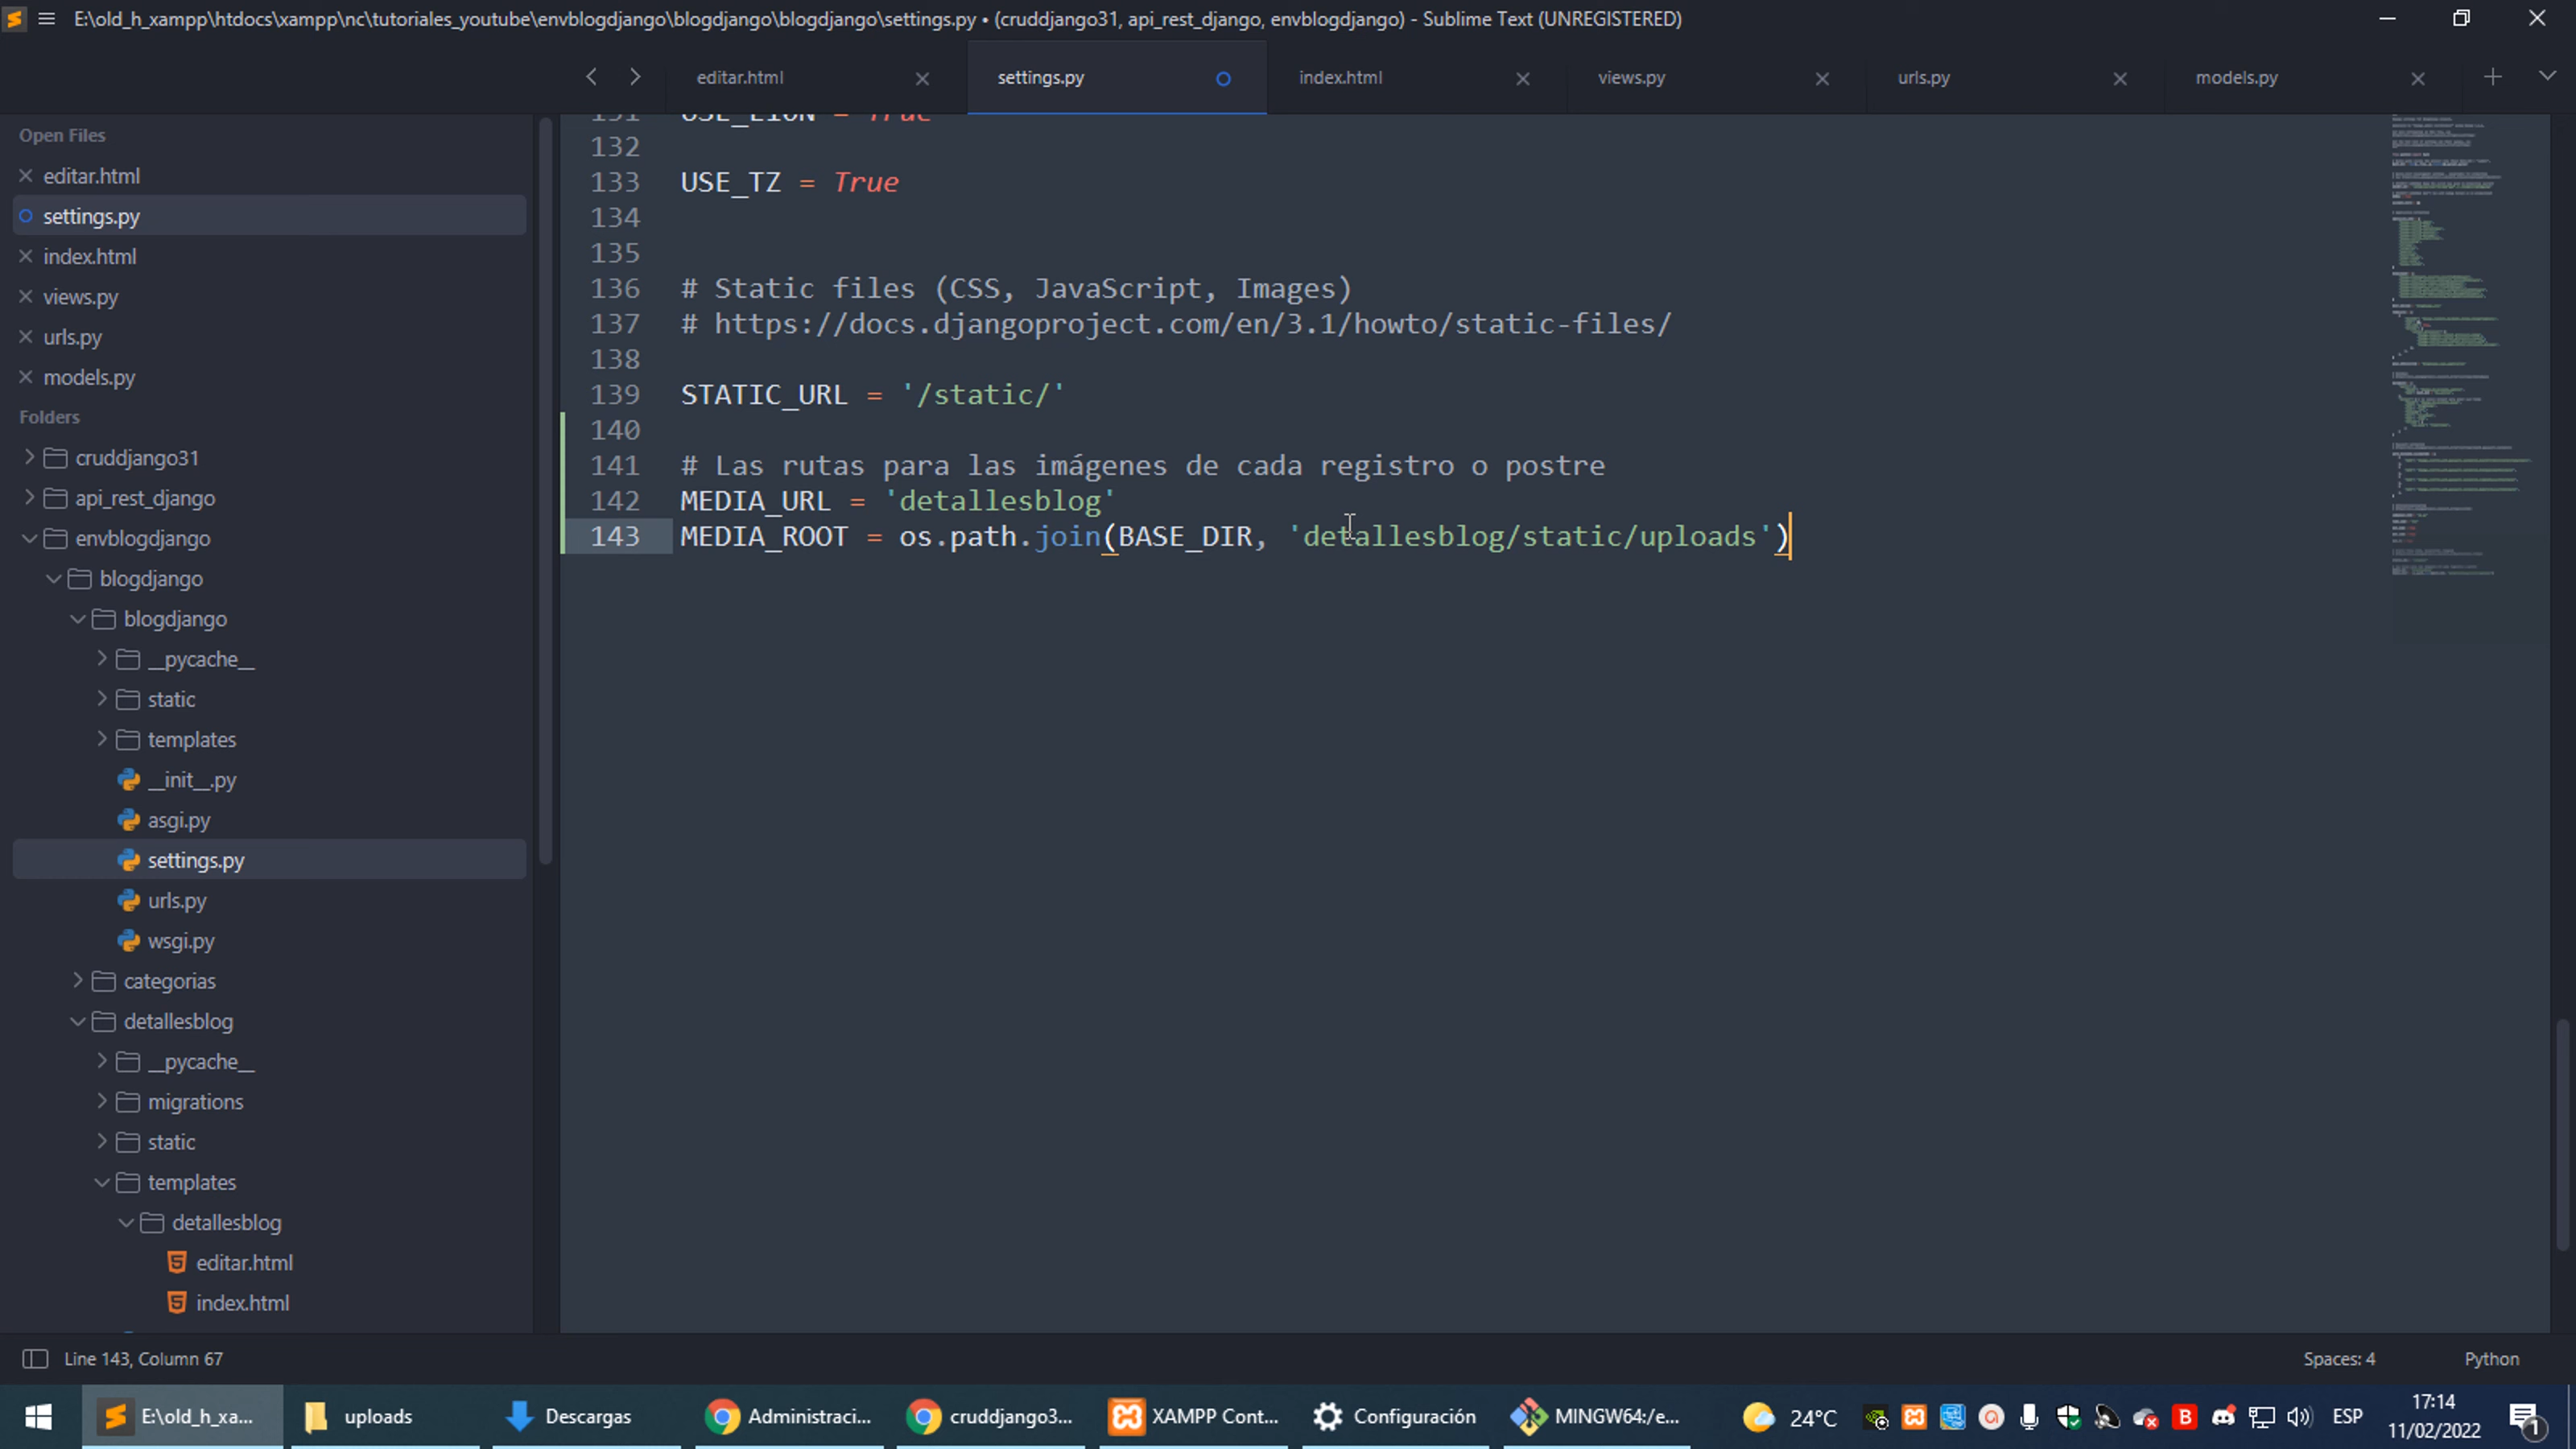 E:\old_h_xampp\htdocs\xampp\nc\tutoriales_youtube\envblogdjango\blogdjango\blogdjango\settings.py • (cruddjango31, api_rest_django, envblogdjango) - Sublime Text (UNREGISTERED)
editar.html
settings.py
index.html
views.py
urls.py
models.py
Open Files
editar.html
settings.py
index.html
views.py
urls.py
models.py
Folders
cruddjango31
api_rest_django
envblogdjango
blogdjango
blogdjango
__pycache__
static
templates
__init__.py
asgi.py
settings.py
urls.py
wsgi.py
categorias
detallesblog
__pycache__
migrations
static
templates
detallesblog
editar.html
index.html
132
133 USE_TZ = True
134
135
136 # Static files (CSS, JavaScript, Images)
137 # https://docs.djangoproject.com/en/3.1/howto/static-files/
138
139 STATIC_URL = '/static/'
140
141 # Las rutas para las imágenes de cada registro o postre
142 MEDIA_URL = 'detallesblog'
143 MEDIA_ROOT = os.path.join(BASE_DIR, 'detallesblog/static/uploads')
Line 143, Column 67
Spaces: 4
Python
E:\old_h_xa...
uploads
Descargas
Administraci...
cruddjango3...
XAMPP Cont...
Configuración
MINGW64:/e...
24°C
ESP
17:14
11/02/2022
1